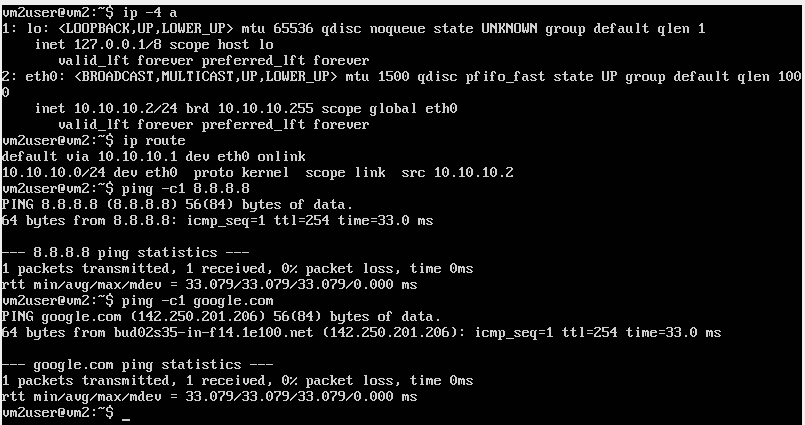 vm2user@vm2:~$ ip -4 a
1: lo: <LOOPBACK,UP,LOWER_UP> mtu 65536 qdisc noqueue state UNKNOWN group default qlen 1
    inet 127.0.0.1/8 scope host lo
       valid_lft forever preferred_lft forever
2: eth0: <BROADCAST,MULTICAST,UP,LOWER_UP> mtu 1500 qdisc pfifo_fast state UP group default qlen 100
0
    inet 10.10.10.2/24 brd 10.10.10.255 scope global eth0
       valid_lft forever preferred_lft forever
vm2user@vm2:~$ ip route
default via 10.10.10.1 dev eth0 onlink
10.10.10.0/24 dev eth0  proto kernel  scope link  src 10.10.10.2
vm2user@vm2:~$ ping -c1 8.8.8.8
PING 8.8.8.8 (8.8.8.8) 56(84) bytes of data.
64 bytes from 8.8.8.8: icmp_seq=1 ttl=254 time=33.0 ms

--- 8.8.8.8 ping statistics ---
1 packets transmitted, 1 received, 0% packet loss, time 0ms
rtt min/avg/max/mdev = 33.079/33.079/33.079/0.000 ms
vm2user@vm2:~$ ping -c1 google.com
PING google.com (142.250.201.206) 56(84) bytes of data.
64 bytes from bud02s35-in-f14.1e100.net (142.250.201.206): icmp_seq=1 ttl=254 time=33.0 ms

--- google.com ping statistics ---
1 packets transmitted, 1 received, 0% packet loss, time 0ms
rtt min/avg/max/mdev = 33.079/33.079/33.079/0.000 ms
vm2user@vm2:~$ _